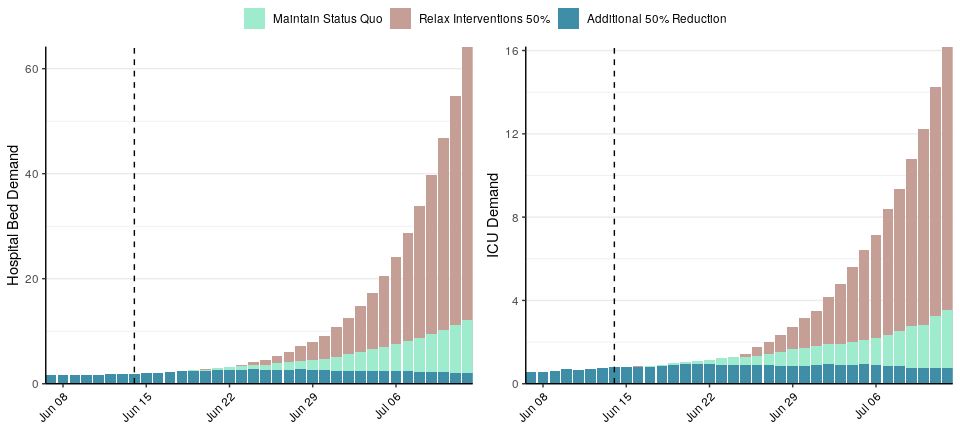 Maintain Status Quo Relax Interventions 50% Additional 50% Reduction
Hospital Bed Demand
60
40
20
0
Jun 08 Jun 15 Jun 22 Jun 29 Jul 06
ICU Demand
16
12
8
4
0
Jun 08 Jun 15 Jun 22 Jun 29 Jul 06